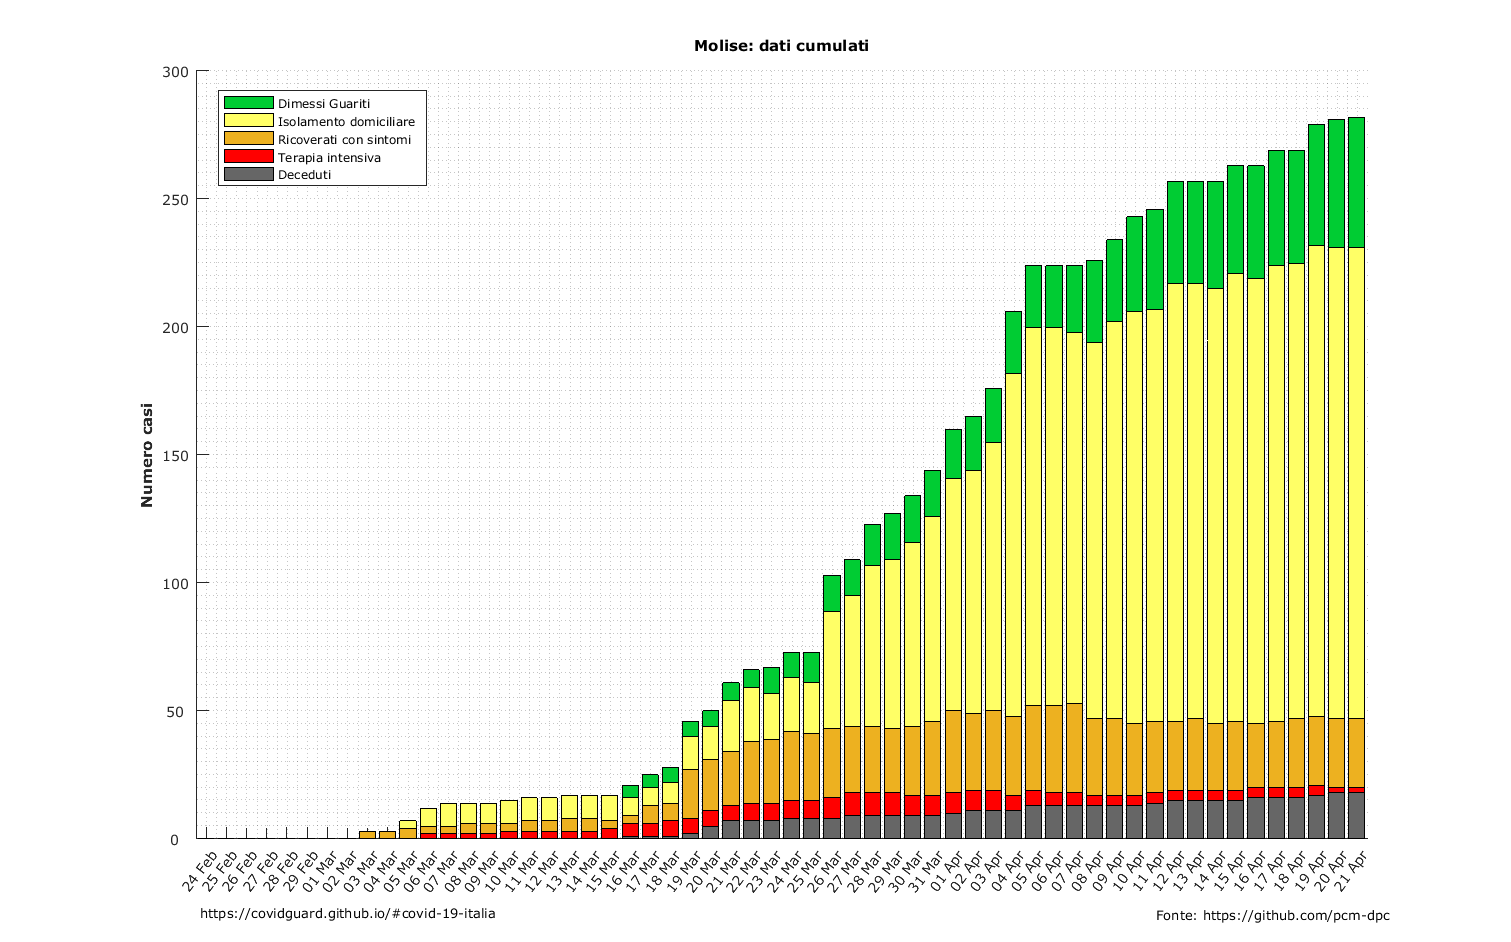 Molise: dati cumulati
300
250
200
150
100
50
0
Numero casi
Dimessi Guariti
Isolamento domiciliare
Ricoverati con sintomi
Terapia intensiva
Deceduti
24 Feb
25 Feb
26 Feb
27 Feb
28 Feb
29 Feb
01 Mar
02 Mar
03 Mar
04 Mar
05 Mar
06 Mar
07 Mar
08 Mar
09 Mar
10 Mar
11 Mar
12 Mar
13 Mar
14 Mar
15 Mar
16 Mar
17 Mar
18 Mar
19 Mar
20 Mar
21 Mar
22 Mar
23 Mar
24 Mar
25 Mar
26 Mar
27 Mar
28 Mar
29 Mar
30 Mar
31 Mar
01 Apr
02 Apr
03 Apr
04 Apr
05 Apr
06 Apr
07 Apr
08 Apr
09 Apr
10 Apr
11 Apr
12 Apr
13 Apr
14 Apr
15 Apr
16 Apr
17 Apr
18 Apr
19 Apr
20 Apr
21 Apr
https://covidguard.github.io/#covid-19-italia
Fonte: https://github.com/pcm-dpc